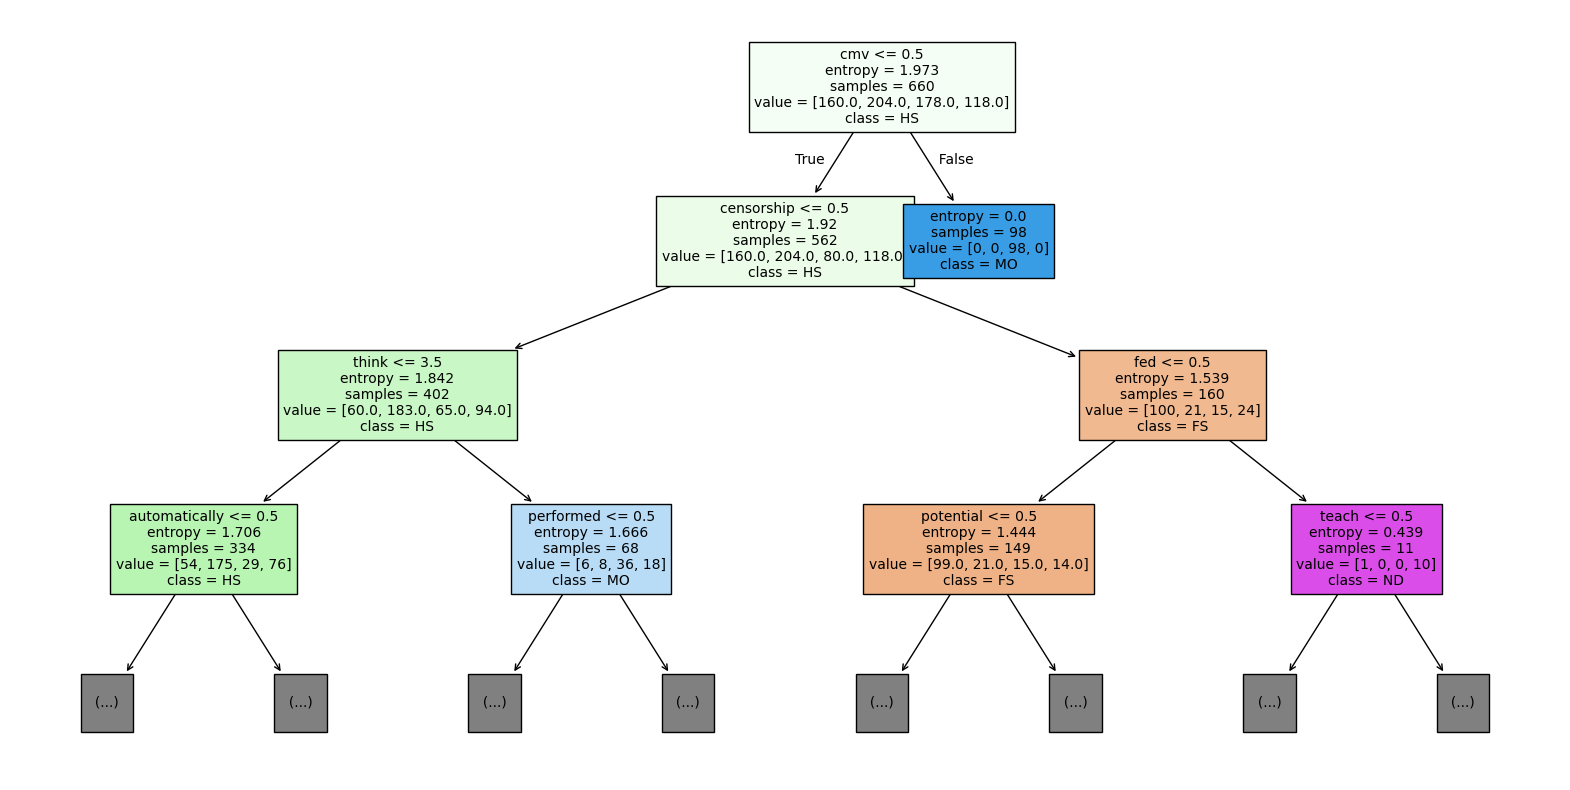 cmv <= 0.5
entropy = 1.973
samples = 660
value = [160.0, 204.0, 178.0, 118.0]
class = HS
True
False
censorship <= 0.5
entropy = 1.92
samples = 562
value = [160.0, 204.0, 80.0, 118.0
class = HS
entropy = 0.0
samples = 98
value = [0, 0, 98, 0]
class = MO
think <= 3.5
entropy = 1.842
samples = 402
value = [60.0, 183.0, 65.0, 94.0]
class = HS
fed <= 0.5
entropy = 1.539
samples = 160
value = [100, 21, 15, 24]
class = FS
automatically <= 0.5
entropy = 1.706
samples = 334
value = [54, 175, 29, 76]
class = HS
performed <= 0.5
entropy = 1.666
samples = 68
value = [6, 8, 36, 18]
class = MO
potential <= 0.5
entropy = 1.444
samples = 149
value = [99.0, 21.0, 15.0, 14.0]
class = FS
teach <= 0.5
entropy = 0.439
samples = 11
value = [1, 0, 0, 10]
class = ND
(...)
(...)
(...)
(...)
(...)
(...)
(...)
(...)